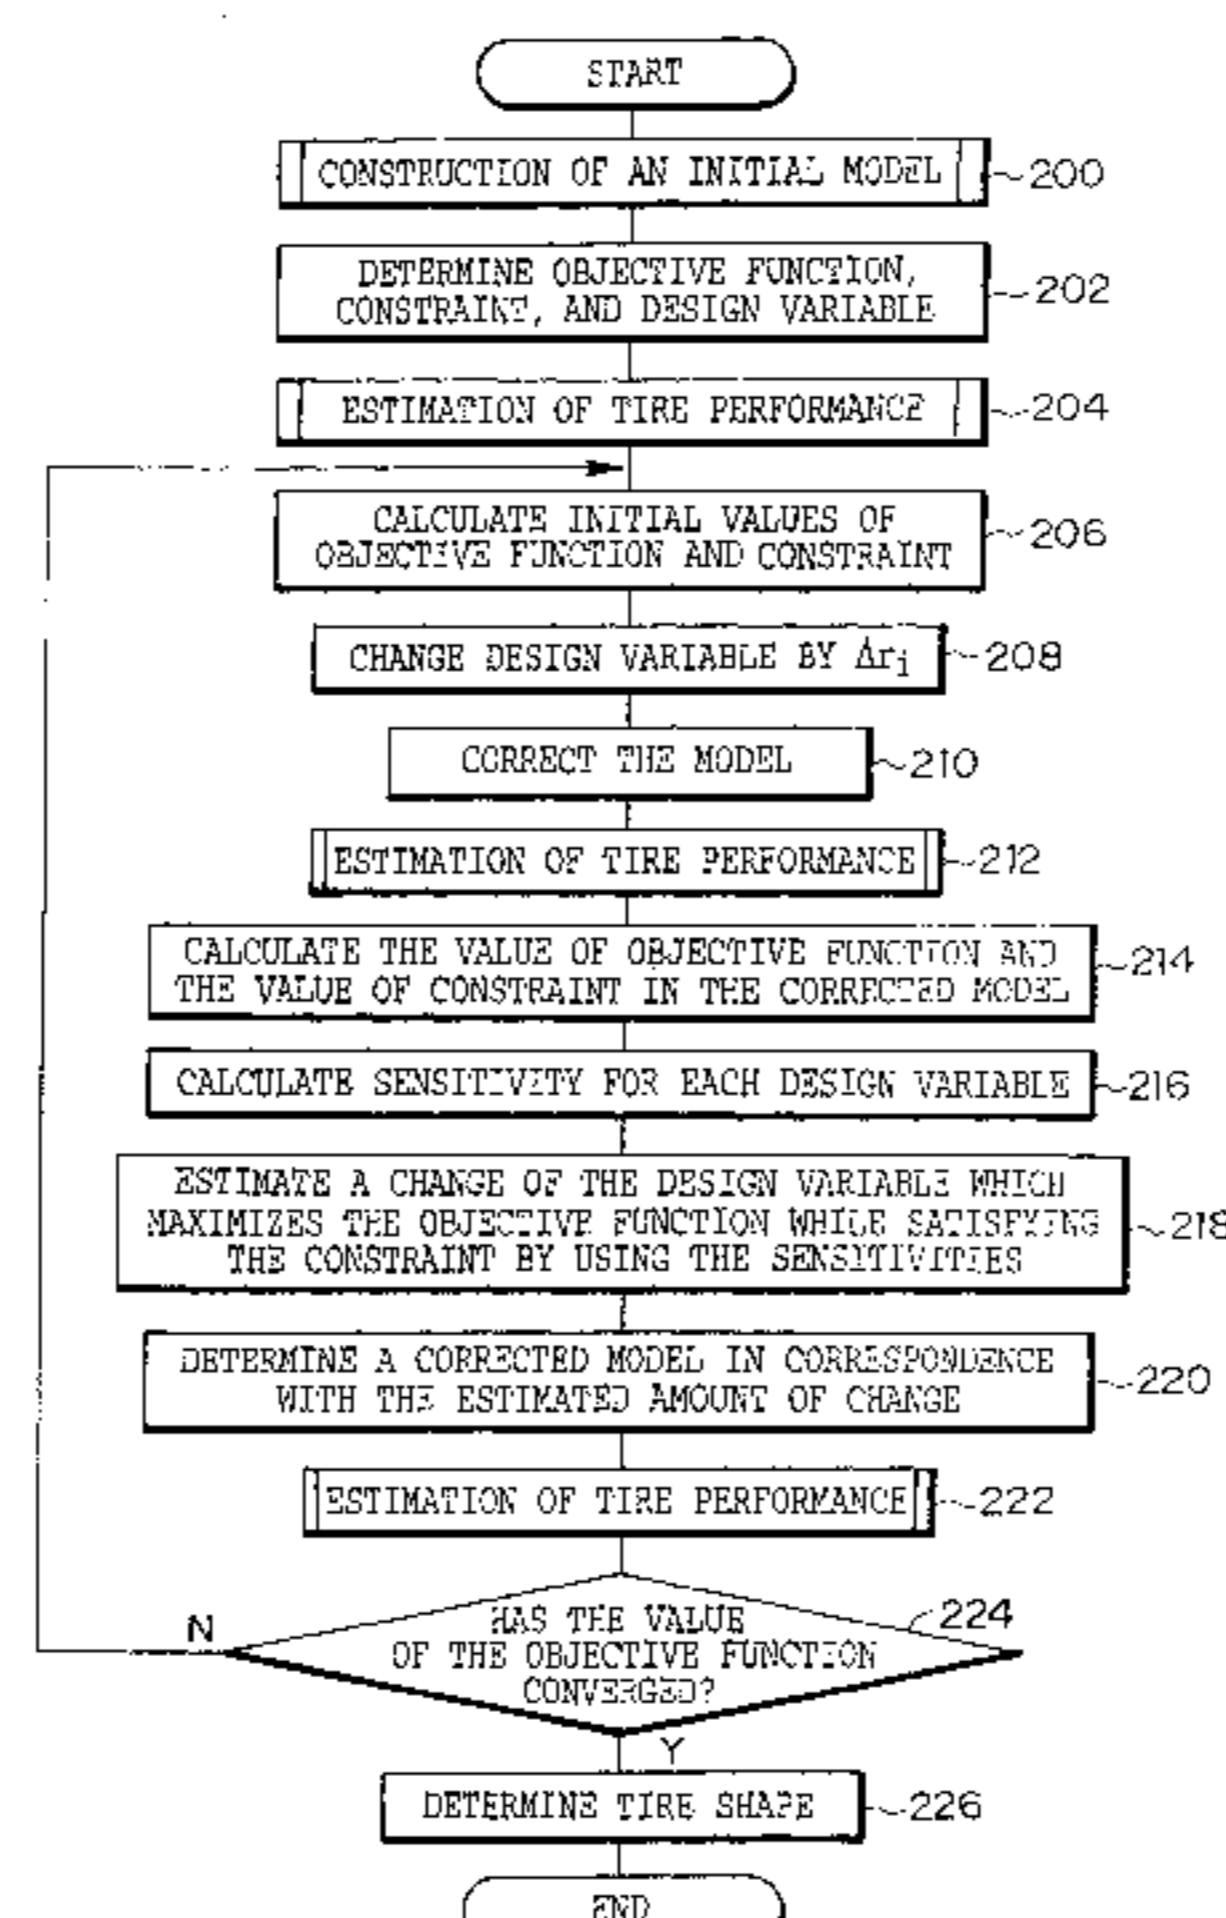 START
CONSTRUCTION OF AN INITIAL MODEL
200
DETERMINE OBJECTIVE FUNCTION,
CONSTRAINT, AND DESIGN VARIABLE
202
ESTIMATION OF TIRE PERFORMANCE
204
CALCULATE INITIAL VALUES OF
OBJECTIVE FUNCTION AND CONSTRAINT
206
CHANGE DESIGN VARIABLE BY Δri
208
CORRECT THE MODEL
210
ESTIMATION OF TIRE PERFORMANCE
212
CALCULATE THE VALUE OF OBJECTIVE FUNCTION AND
THE VALUE OF CONSTRAINT IN THE CORRECTED MODEL
214
CALCULATE SENSITIVITY FOR EACH DESIGN VARIABLE
216
ESTIMATE A CHANGE OF THE DESIGN VARIABLE WHICH
MAXIMIZES THE OBJECTIVE FUNCTION WHILE SATISFYING
THE CONSTRAINT BY USING THE SENSITIVITIES
218
DETERMINE A CORRECTED MODEL IN CORRESPONDENCE
WITH THE ESTIMATED AMOUNT OF CHANGE
220
ESTIMATION OF TIRE PERFORMANCE
222
HAS THE VALUE
OF THE OBJECTIVE FUNCTION
CONVERGED?
224
N
Y
DETERMINE TIRE SHAPE
226
END